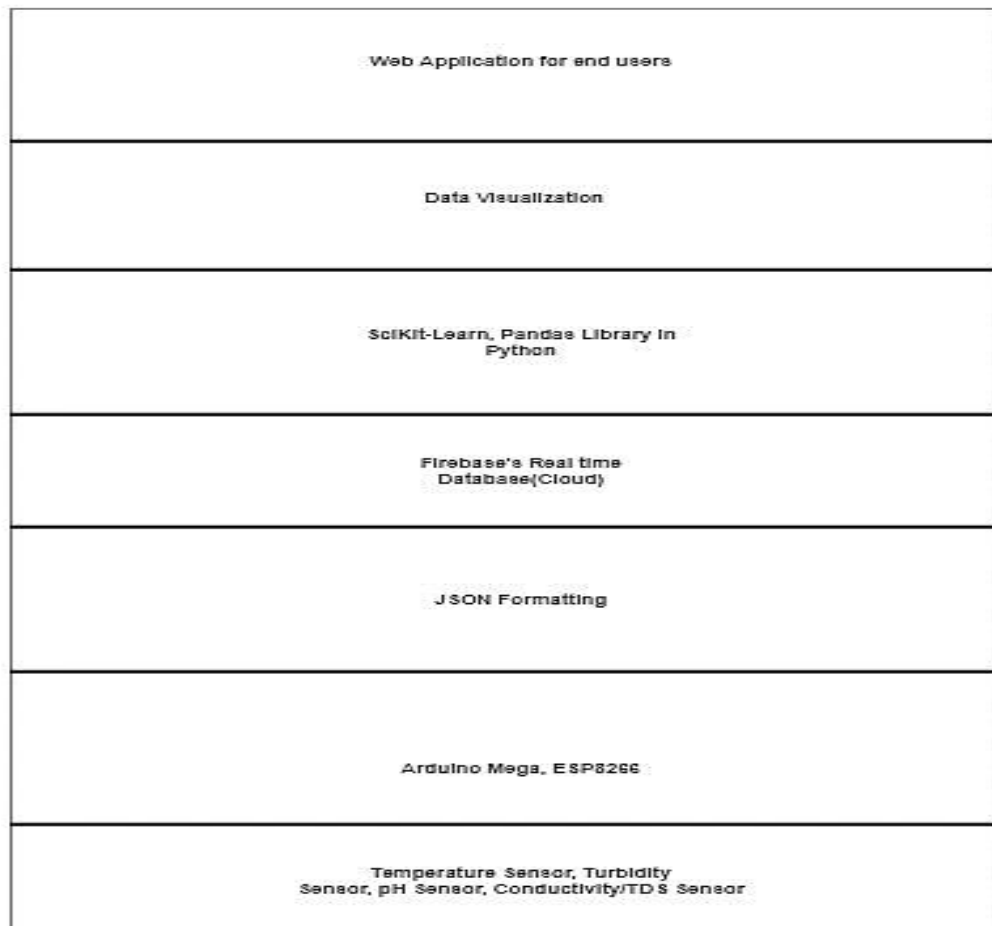 Web Application for end users
Data Visualization
SciKit-Learn, Pandas Library in
Python
Firebase's Real time
Database(Cloud)
JSON Formatting
Arduino Mega, ESP8266
Temperature Sensor, Turbidity
Sensor, pH Sensor, Conductivity/TDS Sensor